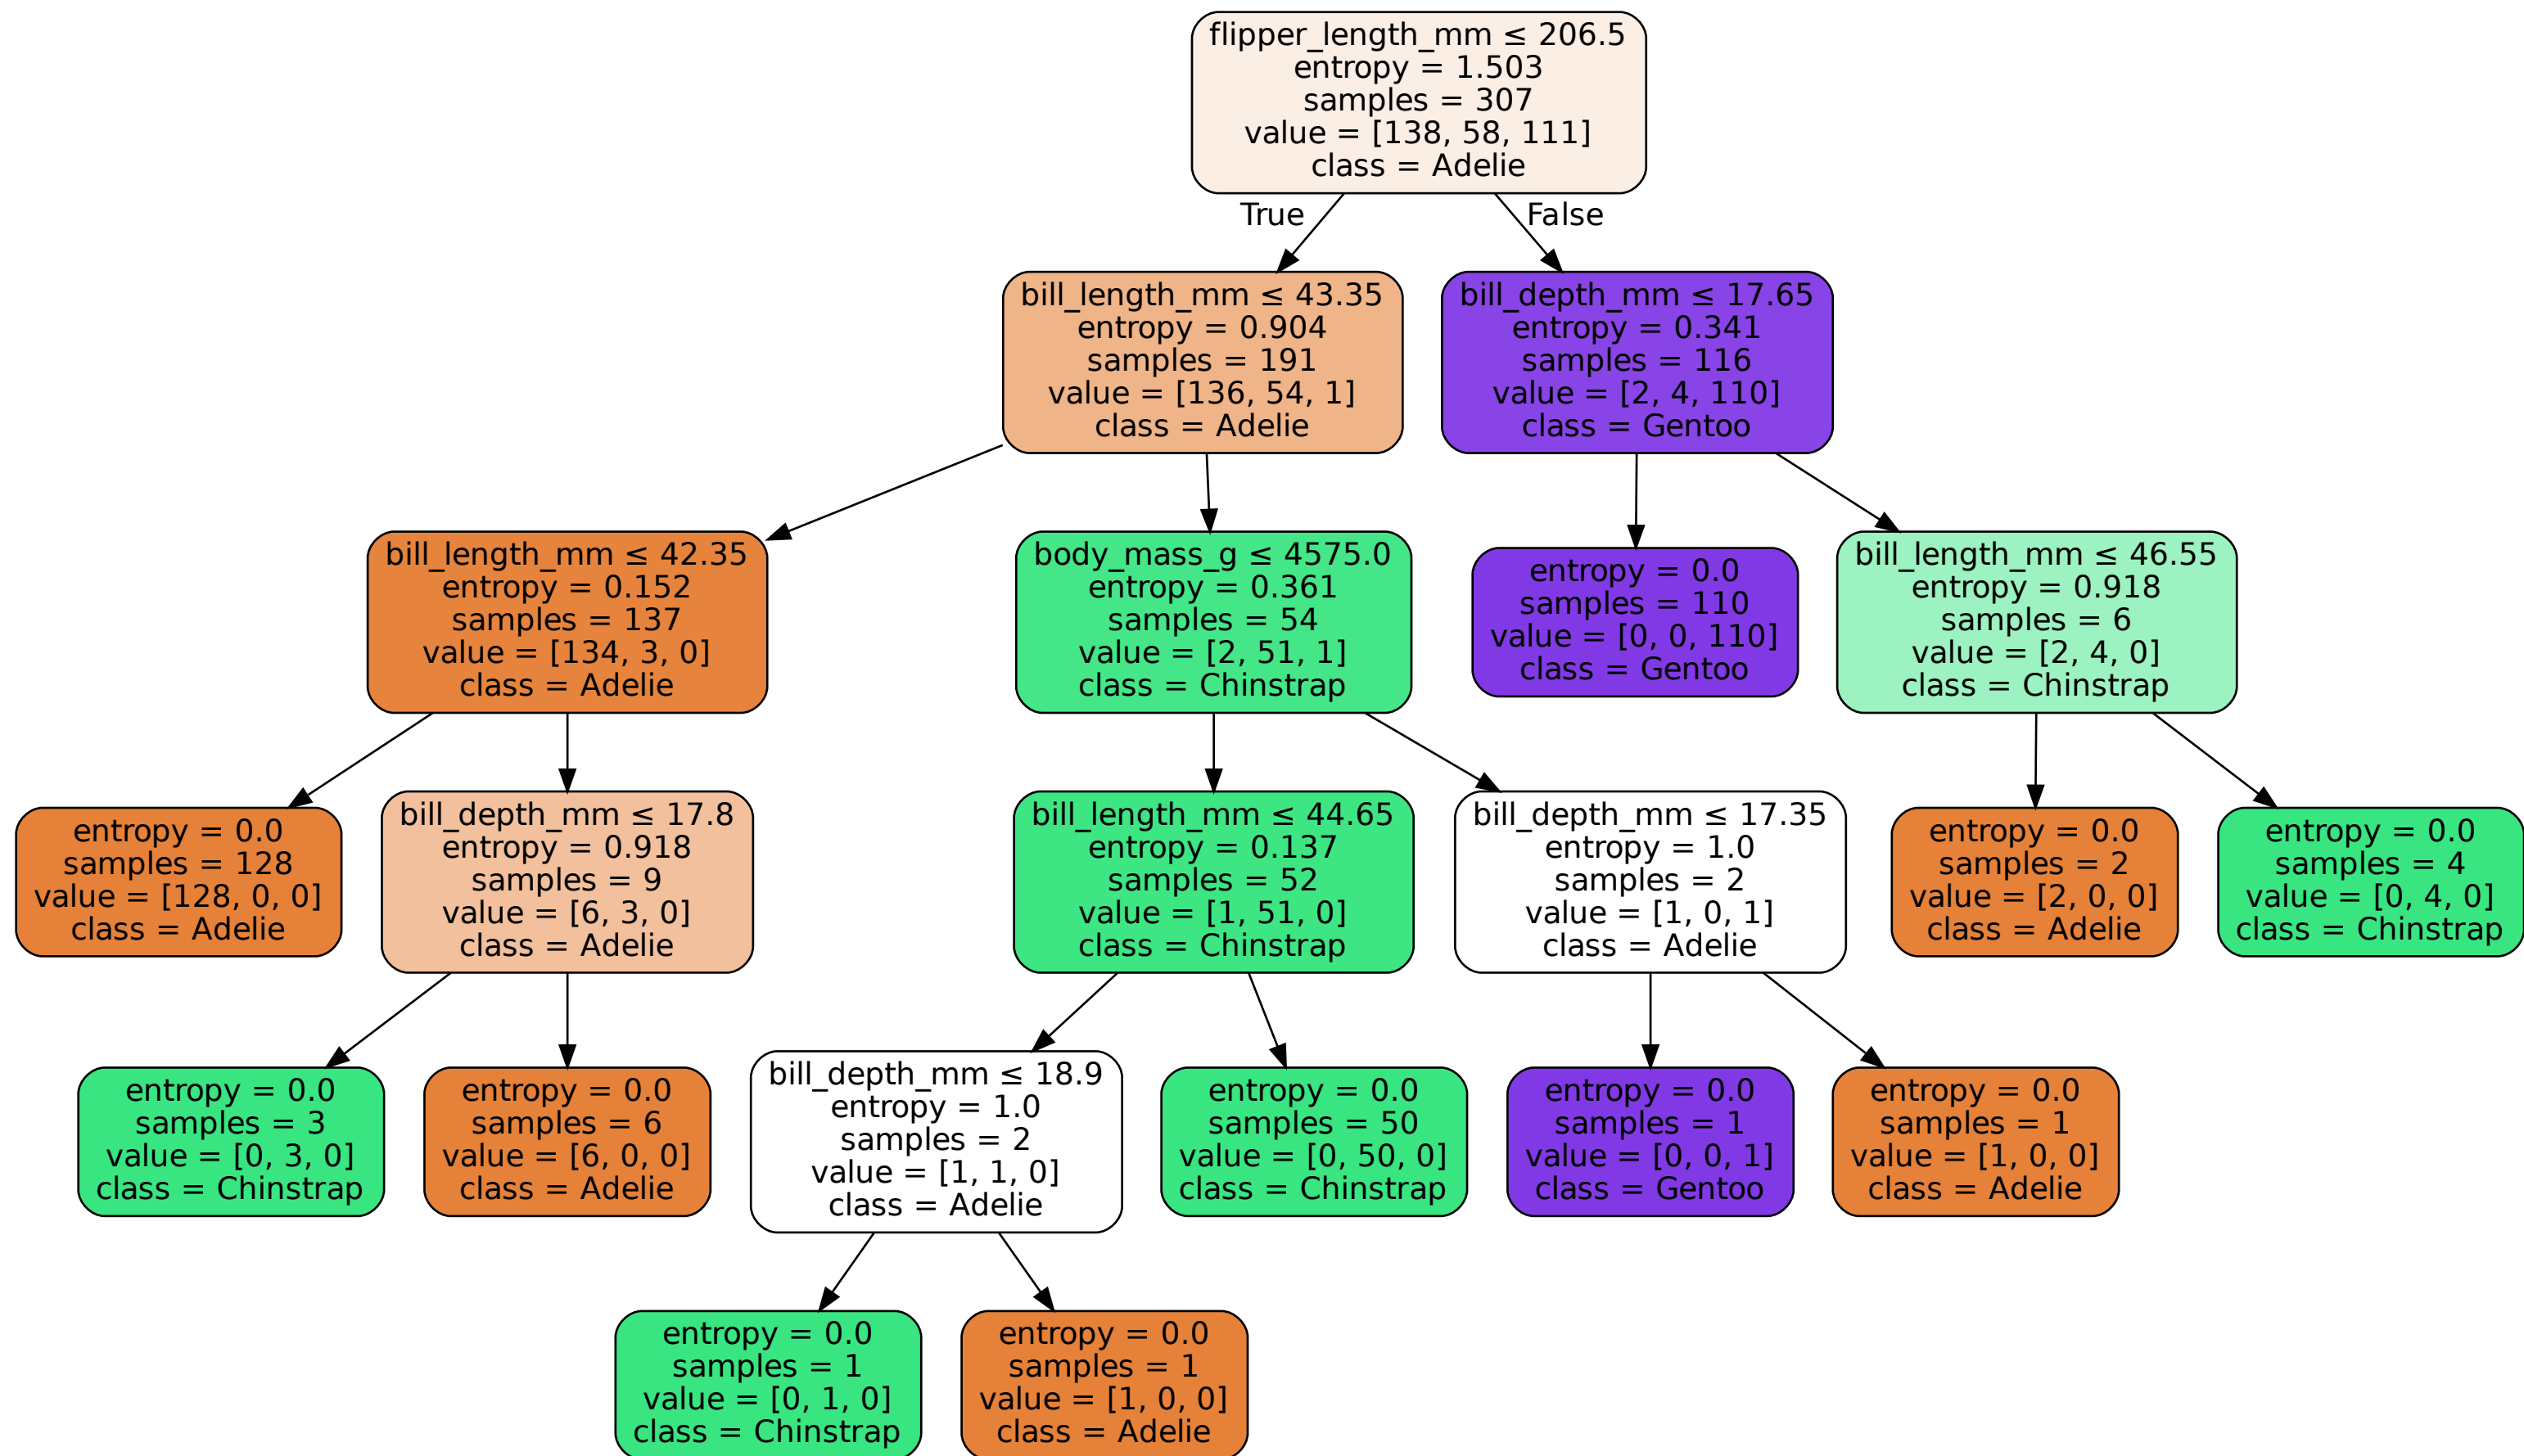 flipper_length_mm ≤ 206.5
entropy = 1.503
samples = 307
value = [138, 58, 111]
class = Adelie
True
False
bill_length_mm ≤ 43.35
entropy = 0.904
samples = 191
value = [136, 54, 1]
class = Adelie
bill_depth_mm ≤ 17.65
entropy = 0.341
samples = 116
value = [2, 4, 110]
class = Gentoo
bill_length_mm ≤ 42.35
entropy = 0.152
samples = 137
value = [134, 3, 0]
class = Adelie
body_mass_g ≤ 4575.0
entropy = 0.361
samples = 54
value = [2, 51, 1]
class = Chinstrap
entropy = 0.0
samples = 110
value = [0, 0, 110]
class = Gentoo
bill_length_mm ≤ 46.55
entropy = 0.918
samples = 6
value = [2, 4, 0]
class = Chinstrap
entropy = 0.0
samples = 128
value = [128, 0, 0]
class = Adelie
bill_depth_mm ≤ 17.8
entropy = 0.918
samples = 9
value = [6, 3, 0]
class = Adelie
bill_length_mm ≤ 44.65
entropy = 0.137
samples = 52
value = [1, 51, 0]
class = Chinstrap
bill_depth_mm ≤ 17.35
entropy = 1.0
samples = 2
value = [1, 0, 1]
class = Adelie
entropy = 0.0
samples = 2
value = [2, 0, 0]
class = Adelie
entropy = 0.0
samples = 4
value = [0, 4, 0]
class = Chinstrap
entropy = 0.0
samples = 3
value = [0, 3, 0]
class = Chinstrap
entropy = 0.0
samples = 6
value = [6, 0, 0]
class = Adelie
bill_depth_mm ≤ 18.9
entropy = 1.0
samples = 2
value = [1, 1, 0]
class = Adelie
entropy = 0.0
samples = 50
value = [0, 50, 0]
class = Chinstrap
entropy = 0.0
samples = 1
value = [0, 0, 1]
class = Gentoo
entropy = 0.0
samples = 1
value = [1, 0, 0]
class = Adelie
entropy = 0.0
samples = 1
value = [0, 1, 0]
class = Chinstrap
entropy = 0.0
samples = 1
value = [1, 0, 0]
class = Adelie